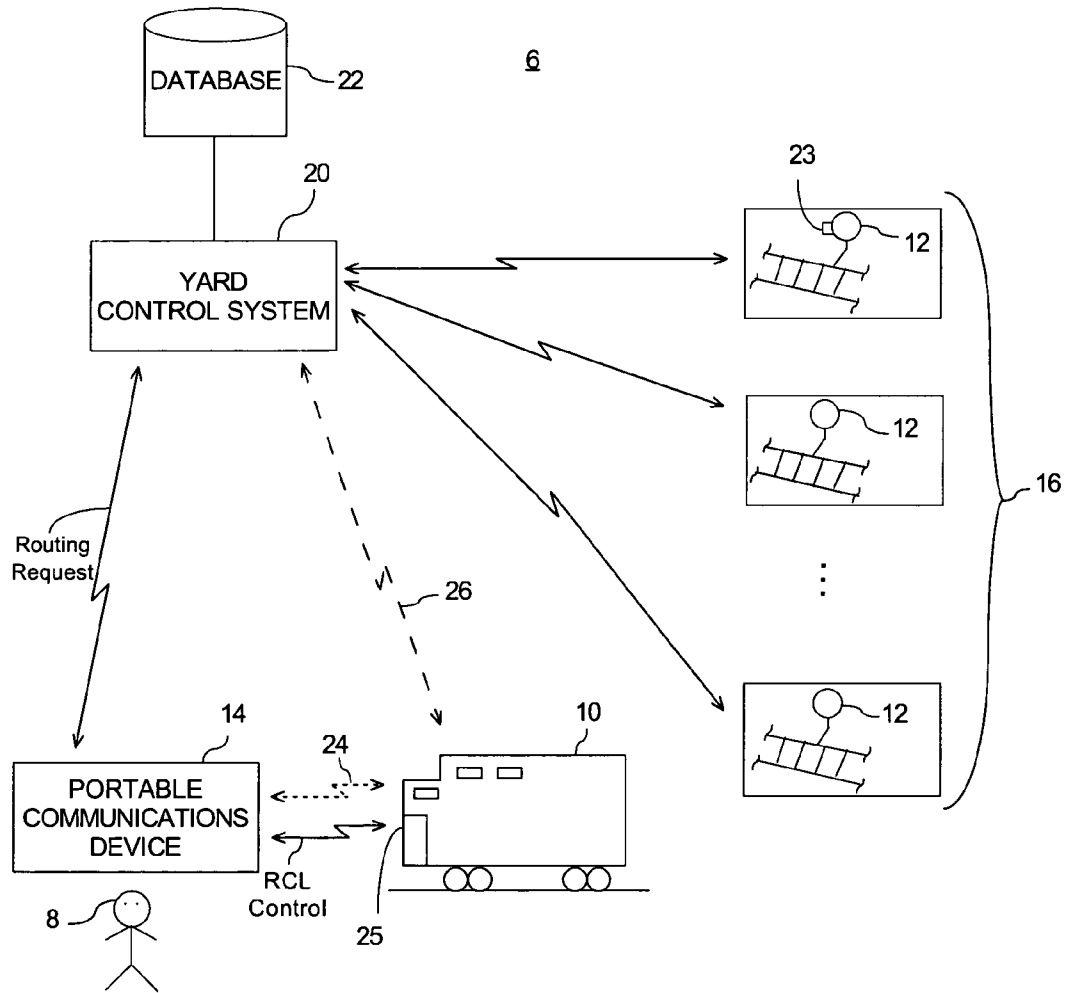 6
DATABASE
22
20
23
YARD
CONTROL SYSTEM
12
12
16
Routing
Request
26
12
14
24
10
PORTABLE
COMMUNICATIONS
DEVICE
RCL
Control
25
8